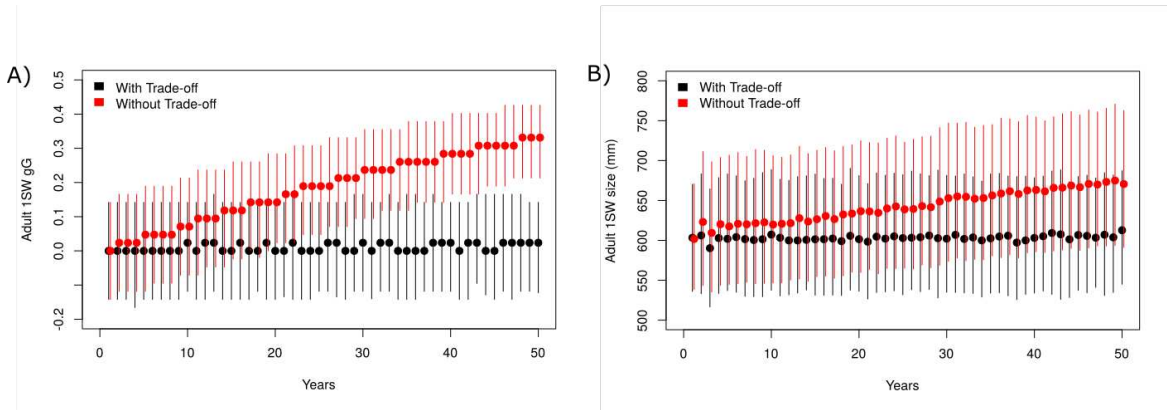 A)
With Trade-off
Without Trade-off
Adult 1SW gG
0.5
0.4
0.3
0.2
0.1
0.0
-0.2
0 10 20 30 40 50
Years
B)
With Trade-off
Without Trade-off
Adult 1SW size (mm)
800
750
700
650
600
550
500
0 10 20 30 40 50
Years